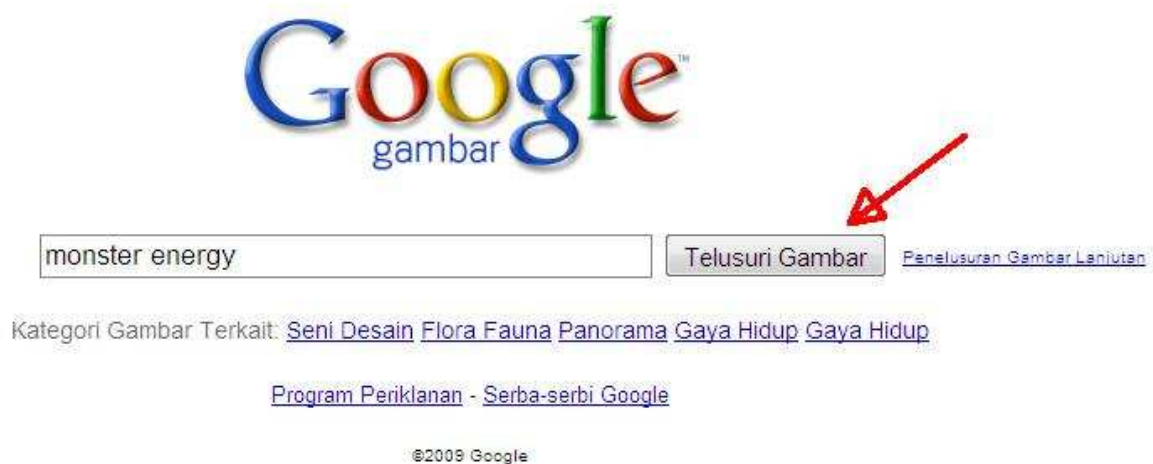 Google™
gambar
monster energy Telusuri Gambar Penelusuran Gambar Lanjutan
Kategori Gambar Terkait: Seni Desain Flora Fauna Panorama Gaya Hidup Gaya Hidup
Program Periklanan - Serba-serbi Google
©2009 Google